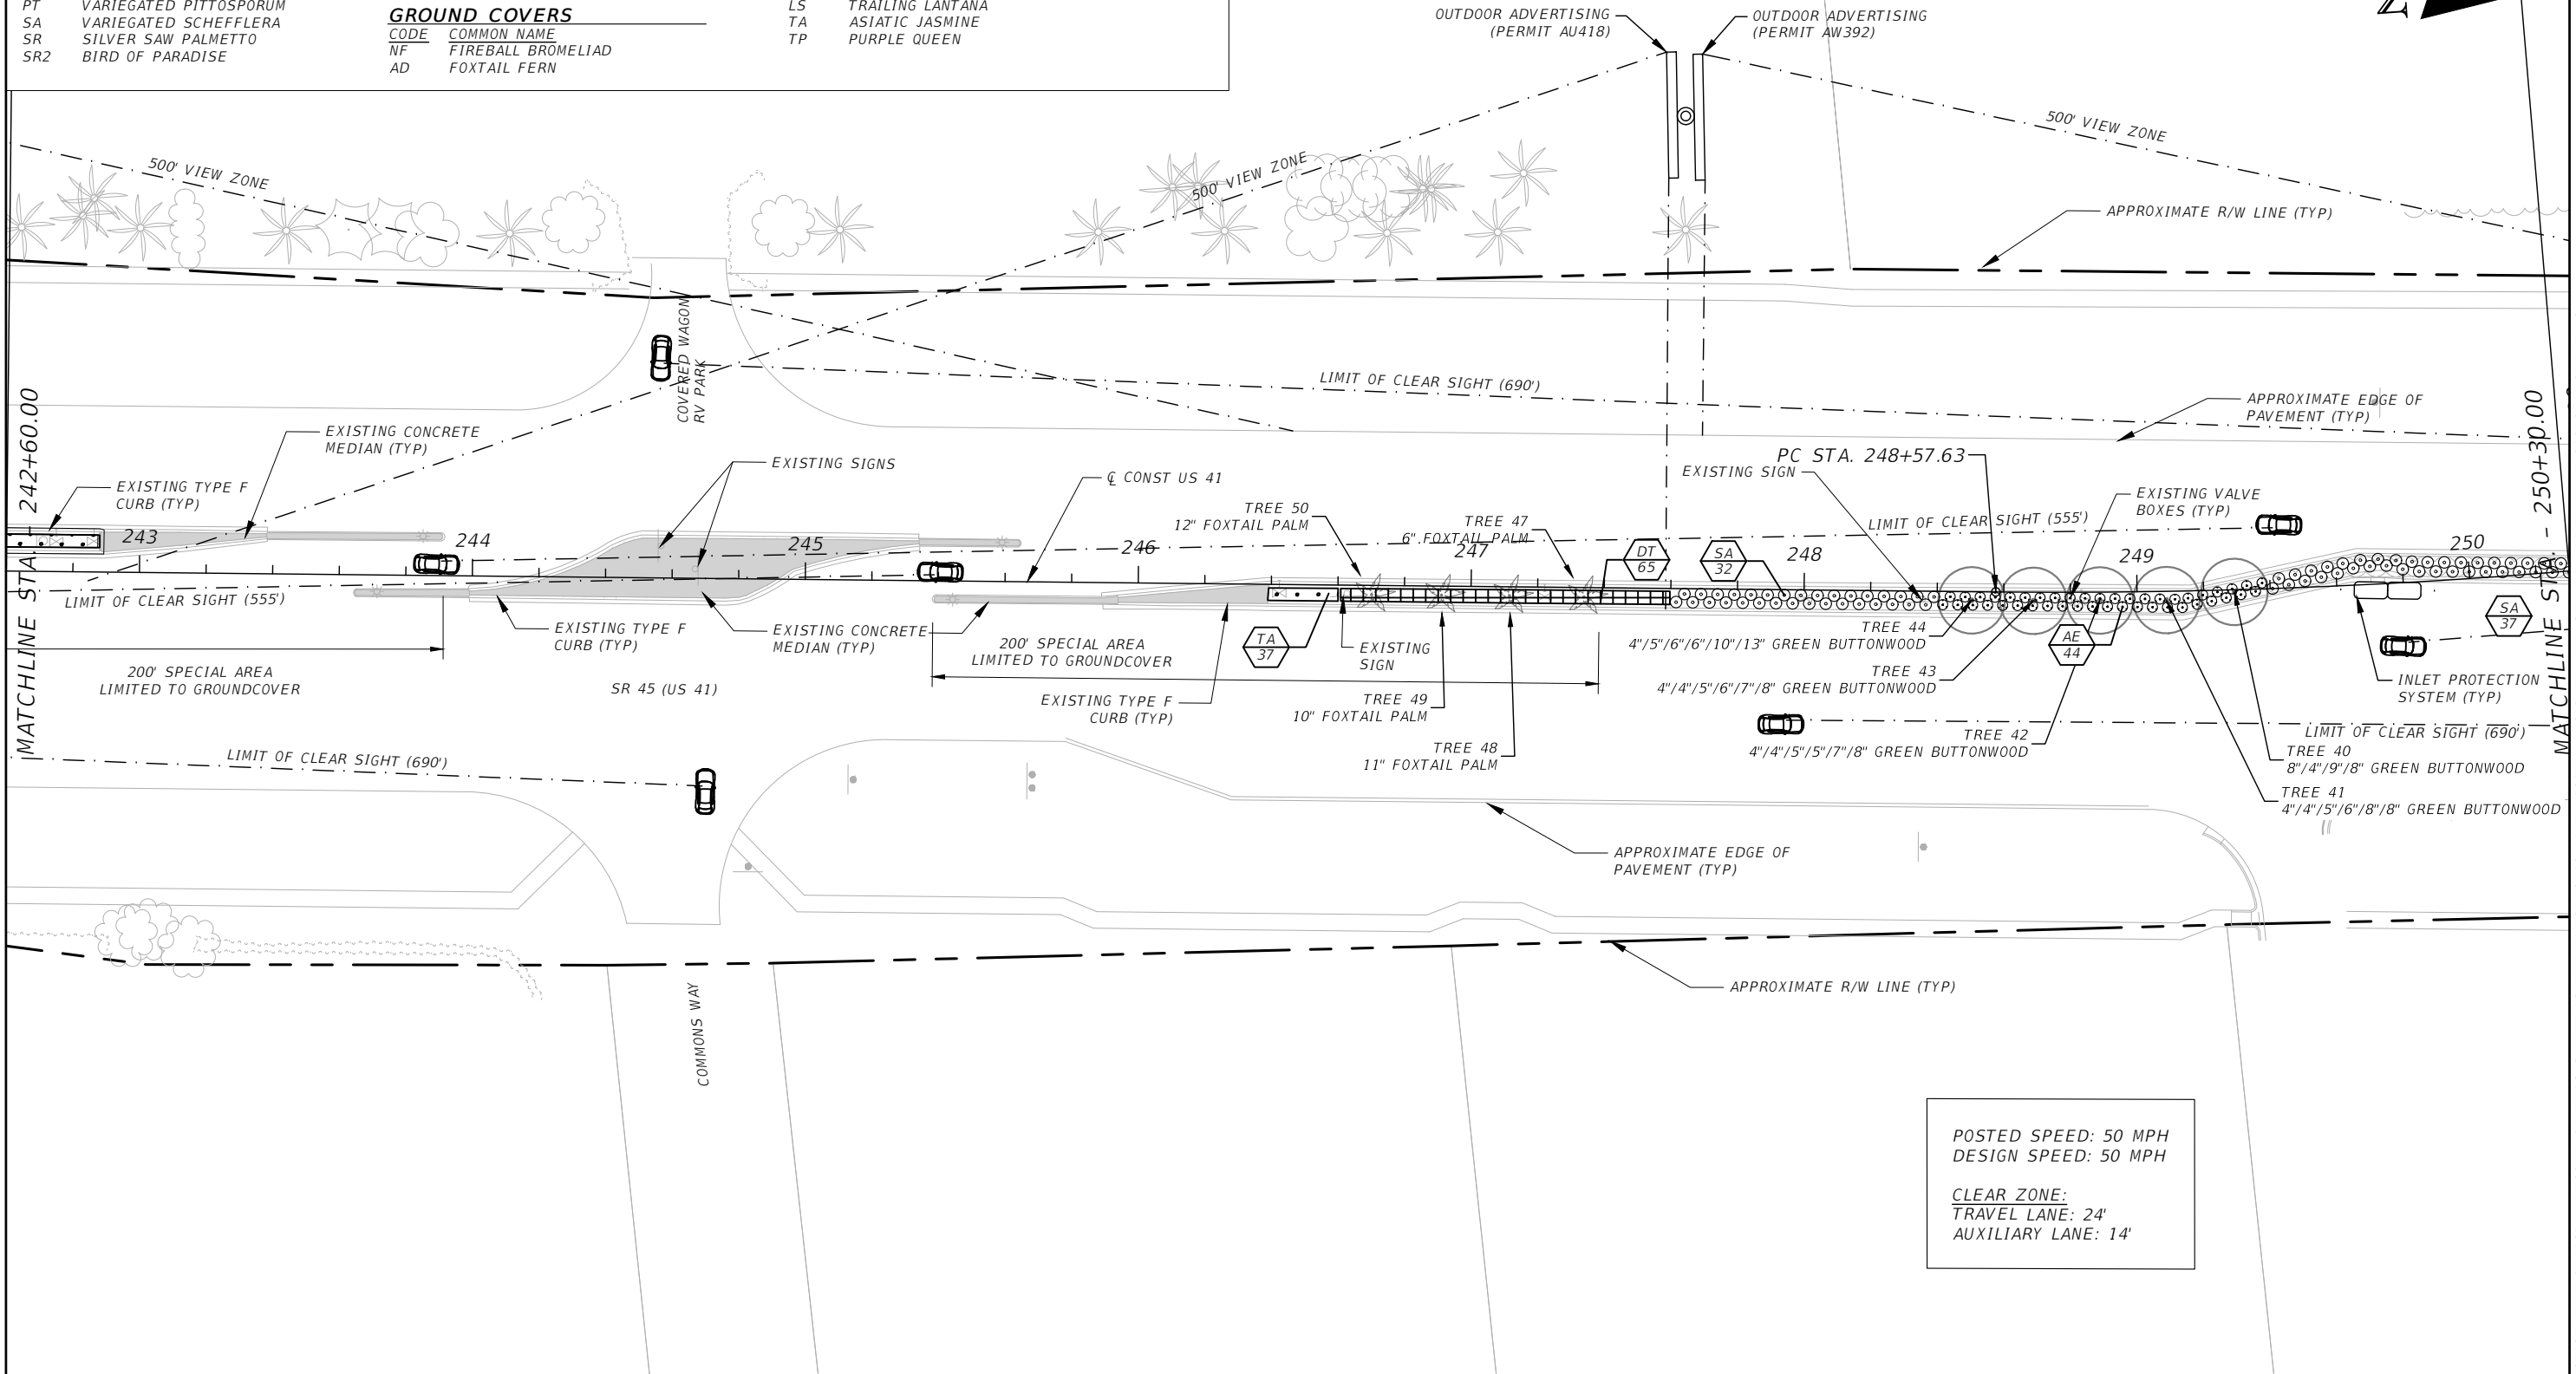 PT VARIEGATED PITTOSPORUM
SA VARIEGATED SCHEFFLERA
SR SILVER SAW PALMETTO
SR2 BIRD OF PARADISE
GROUND COVERS
CODE COMMON NAME
NF FIREBALL BROMELIAD
AD FOXTAIL FERN
LS TRAILING LANTANA
TA ASIATIC JASMINE
TP PURPLE QUEEN
OUTDOOR ADVERTISING
(PERMIT AU418)
OUTDOOR ADVERTISING
(PERMIT AW392)
500' VIEW ZONE
500' VIEW ZONE
500' VIEW ZONE
APPROXIMATE R/W LINE (TYP)
COVERED WAGON
RV PARK
LIMIT OF CLEAR SIGHT (690')
APPROXIMATE EDGE OF
PAVEMENT (TYP)
MATCHLINE STA. - 242+60.00
EXISTING CONCRETE
MEDIAN (TYP)
EXISTING TYPE F
CURB (TYP)
EXISTING SIGNS
℄ CONST US 41
PC STA. 248+57.63
EXISTING SIGN
TREE 50
12" FOXTAIL PALM
TREE 47
6" FOXTAIL PALM
EXISTING VALVE
BOXES (TYP)
LIMIT OF CLEAR SIGHT (555')
243
244
245
246
247
248
249
250
DT
65
SA
32
MATCHLINE STA. - 250+30.00
LIMIT OF CLEAR SIGHT (555')
EXISTING TYPE F
CURB (TYP)
EXISTING CONCRETE
MEDIAN (TYP)
200' SPECIAL AREA
LIMITED TO GROUNDCOVER
TA
37
EXISTING
SIGN
TREE 44
4"/5"/6"/6"/10"/13" GREEN BUTTONWOOD
AE
44
SA
37
200' SPECIAL AREA
LIMITED TO GROUNDCOVER
SR 45 (US 41)
EXISTING TYPE F
CURB (TYP)
TREE 49
10" FOXTAIL PALM
TREE 43
4"/4"/5"/6"/7"/8" GREEN BUTTONWOOD
INLET PROTECTION
SYSTEM (TYP)
TREE 48
11" FOXTAIL PALM
TREE 42
4"/4"/5"/5"/7"/8" GREEN BUTTONWOOD
LIMIT OF CLEAR SIGHT (690')
TREE 40
8"/4"/9"/8" GREEN BUTTONWOOD
TREE 41
4"/4"/5"/6"/8"/8" GREEN BUTTONWOOD
LIMIT OF CLEAR SIGHT (690')
APPROXIMATE EDGE OF
PAVEMENT (TYP)
APPROXIMATE R/W LINE (TYP)
COMMONS WAY
POSTED SPEED: 50 MPH
DESIGN SPEED: 50 MPH
CLEAR ZONE:
TRAVEL LANE: 24'
AUXILIARY LANE: 14'